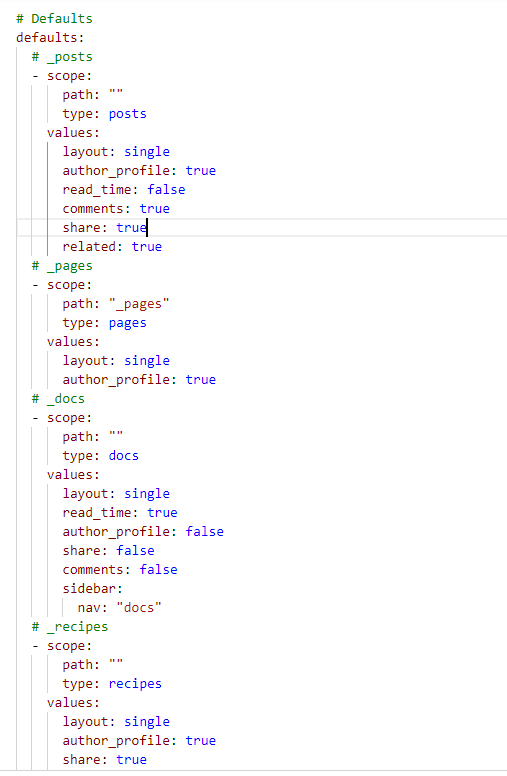 # Defaults
defaults:
  # _posts
  - scope:
      path: ""
      type: posts
    values:
      layout: single
      author_profile: true
      read_time: false
      comments: true
      share: true
      related: true
  # _pages
  - scope:
      path: "_pages"
      type: pages
    values:
      layout: single
      author_profile: true
  # _docs
  - scope:
      path: ""
      type: docs
    values:
      layout: single
      read_time: true
      author_profile: false
      share: false
      comments: false
      sidebar:
        nav: "docs"
  # _recipes
  - scope:
      path: ""
      type: recipes
    values:
      layout: single
      author_profile: true
      share: true